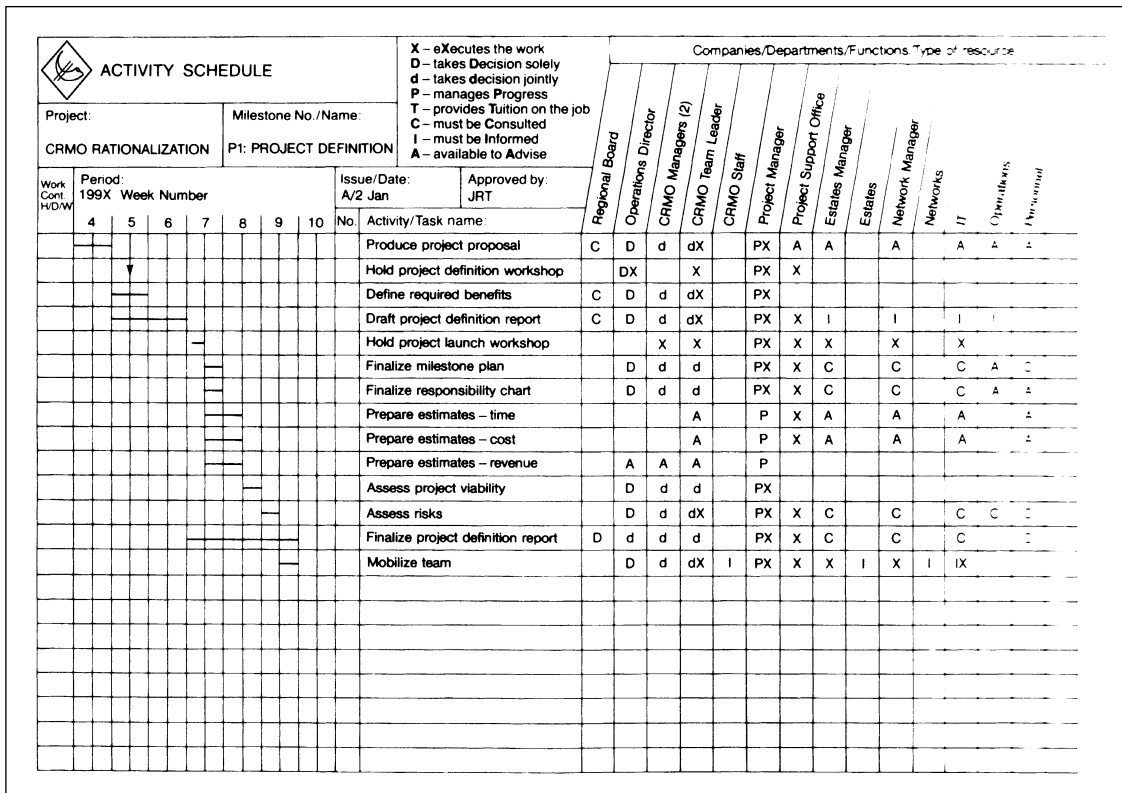 ACTIVITY SCHEDULE
X – eXecutes the work
D – takes Decision solely
d – takes decision jointly
P – manages Progress
T – provides Tuition on the job
C – must be Consulted
I – must be Informed
A – available to Advise
Companies/Departments/Functions/Type of resource
Project:
CRMO RATIONALIZATION
Milestone No./Name:
P1: PROJECT DEFINITION
Regional Board
Operations Director
CRMO Managers (2)
CRMO Team Leader
CRMO Staff
Project Manager
Project Support Office
Estates Manager
Estates
Network Manager
Networks
IT
Operations
Work Cont. H/D/W
Period:
199X Week Number
Issue/Date:
A/2 Jan
Approved by:
JRT
4 5 6 7 8 9 10 No. Activity/Task name:
Produce project proposal C D d dX PX A A A A A A
Hold project definition workshop DX X PX X
Define required benefits C D d dX PX
Draft project definition report C D d dX PX X I I I
Hold project launch workshop X X PX X X X X
Finalize milestone plan D d d PX X C C C A
Finalize responsibility chart D d d PX X C C C A A
Prepare estimates – time A P X A A A A
Prepare estimates – cost A P X A A A A
Prepare estimates – revenue A A A P
Assess project viability D d d PX
Assess risks D d dX PX X C C C C
Finalize project definition report D d d d PX X C C C
Mobilize team D d dX I PX X X I X I IX